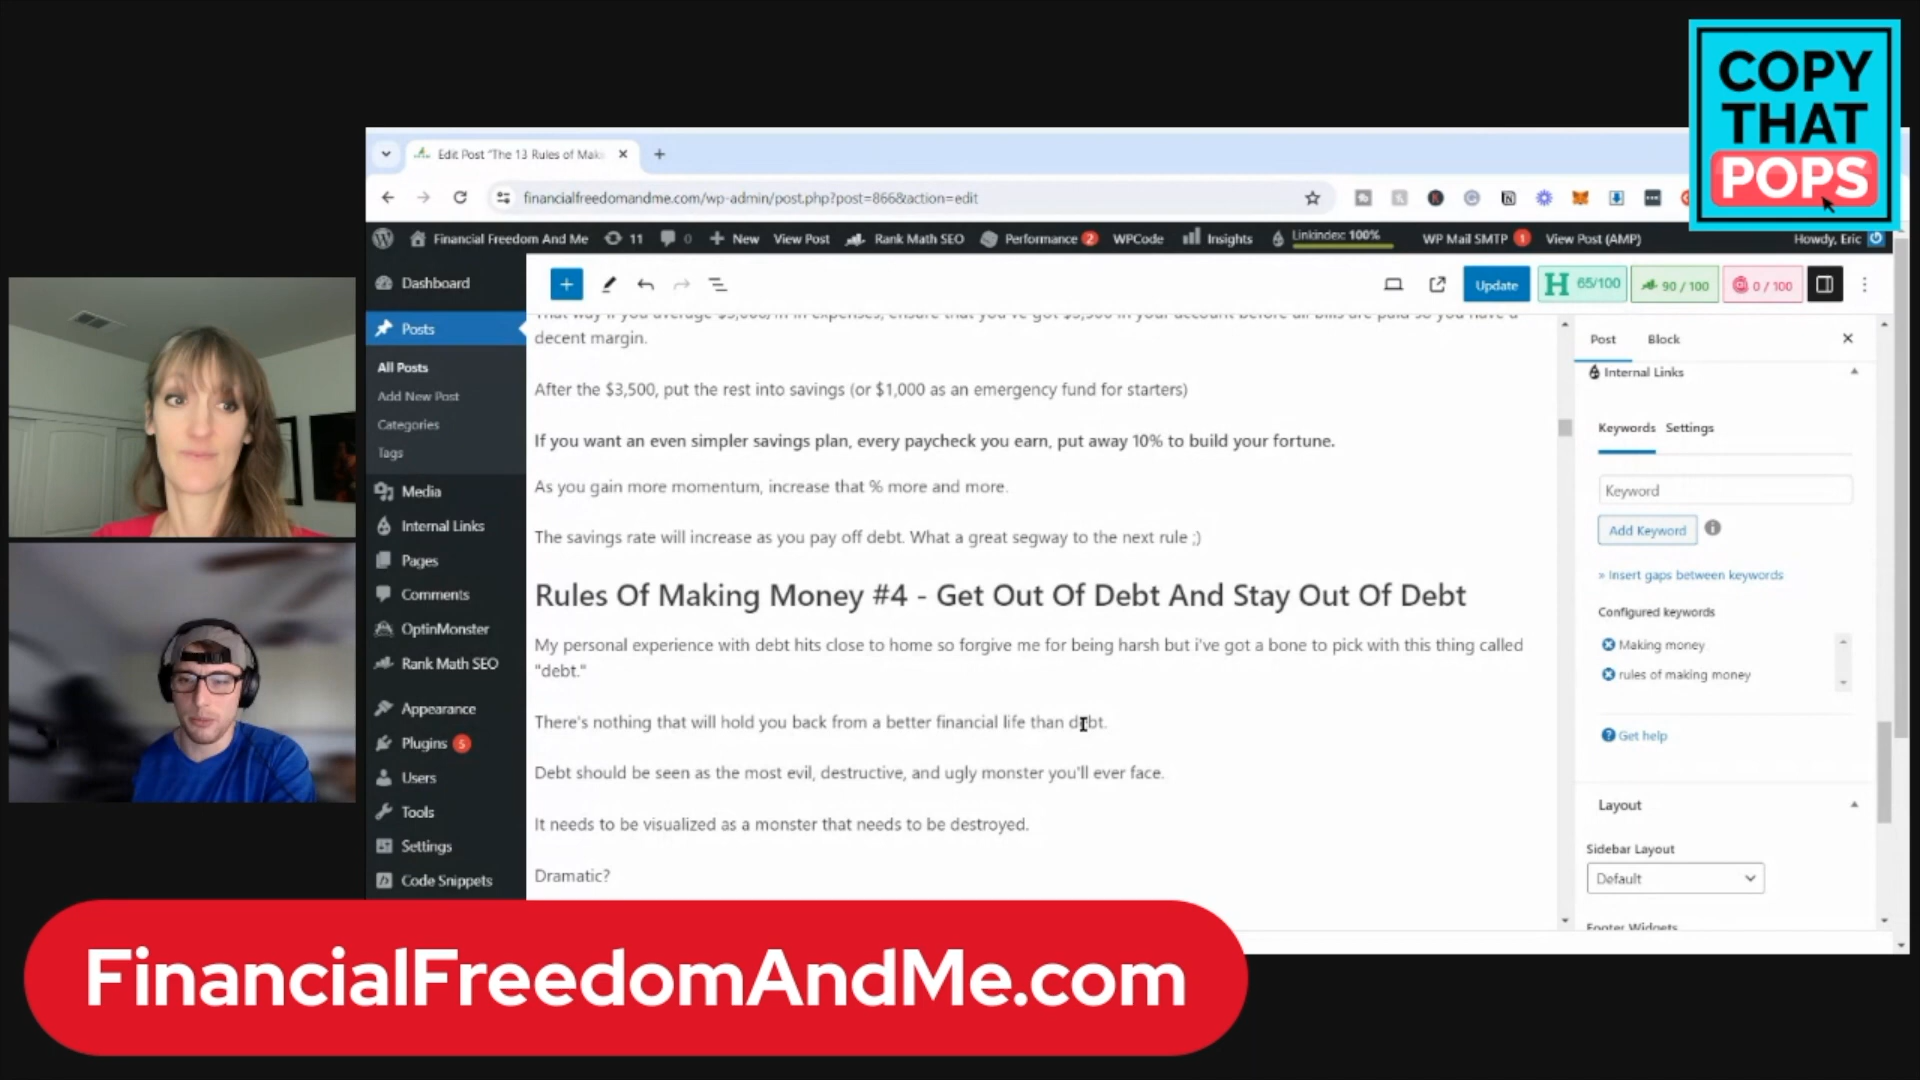 COPY
THAT
POPS
Edit Post "The 13 Rules of Mak
financialfreedomandme.com/wp-admin/post.php?post=866&action=edit
Financial Freedom And Me 11 0 New View Post Rank Math SEO Performance 2 WPCode Insights Linkindex: 100% WP Mail SMTP 1 View Post (AMP) Howdy, Eric
Dashboard
Posts
All Posts
Add New Post
Categories
Tags
Media
Internal Links
Pages
Comments
OptinMonster
Rank Math SEO
Appearance
Plugins 5
Users
Tools
Settings
Code Snippets
Update H 65/100 90 / 100 0 / 100
decent margin.
After the $3,500, put the rest into savings (or $1,000 as an emergency fund for starters)
If you want an even simpler savings plan, every paycheck you earn, put away 10% to build your fortune.
As you gain more momentum, increase that % more and more.
The savings rate will increase as you pay off debt. What a great segway to the next rule ;)
Rules Of Making Money #4 - Get Out Of Debt And Stay Out Of Debt
My personal experience with debt hits close to home so forgive me for being harsh but i've got a bone to pick with this thing called
"debt."
There's nothing that will hold you back from a better financial life than debt.
Debt should be seen as the most evil, destructive, and ugly monster you'll ever face.
It needs to be visualized as a monster that needs to be destroyed.
Dramatic?
Post Block
Internal Links
Keywords Settings
Keyword
Add Keyword
» Insert gaps between keywords
Configured keywords
Making money
rules of making money
Get help
Layout
Sidebar Layout
Default
Footer Widgets
FinancialFreedomAndMe.com